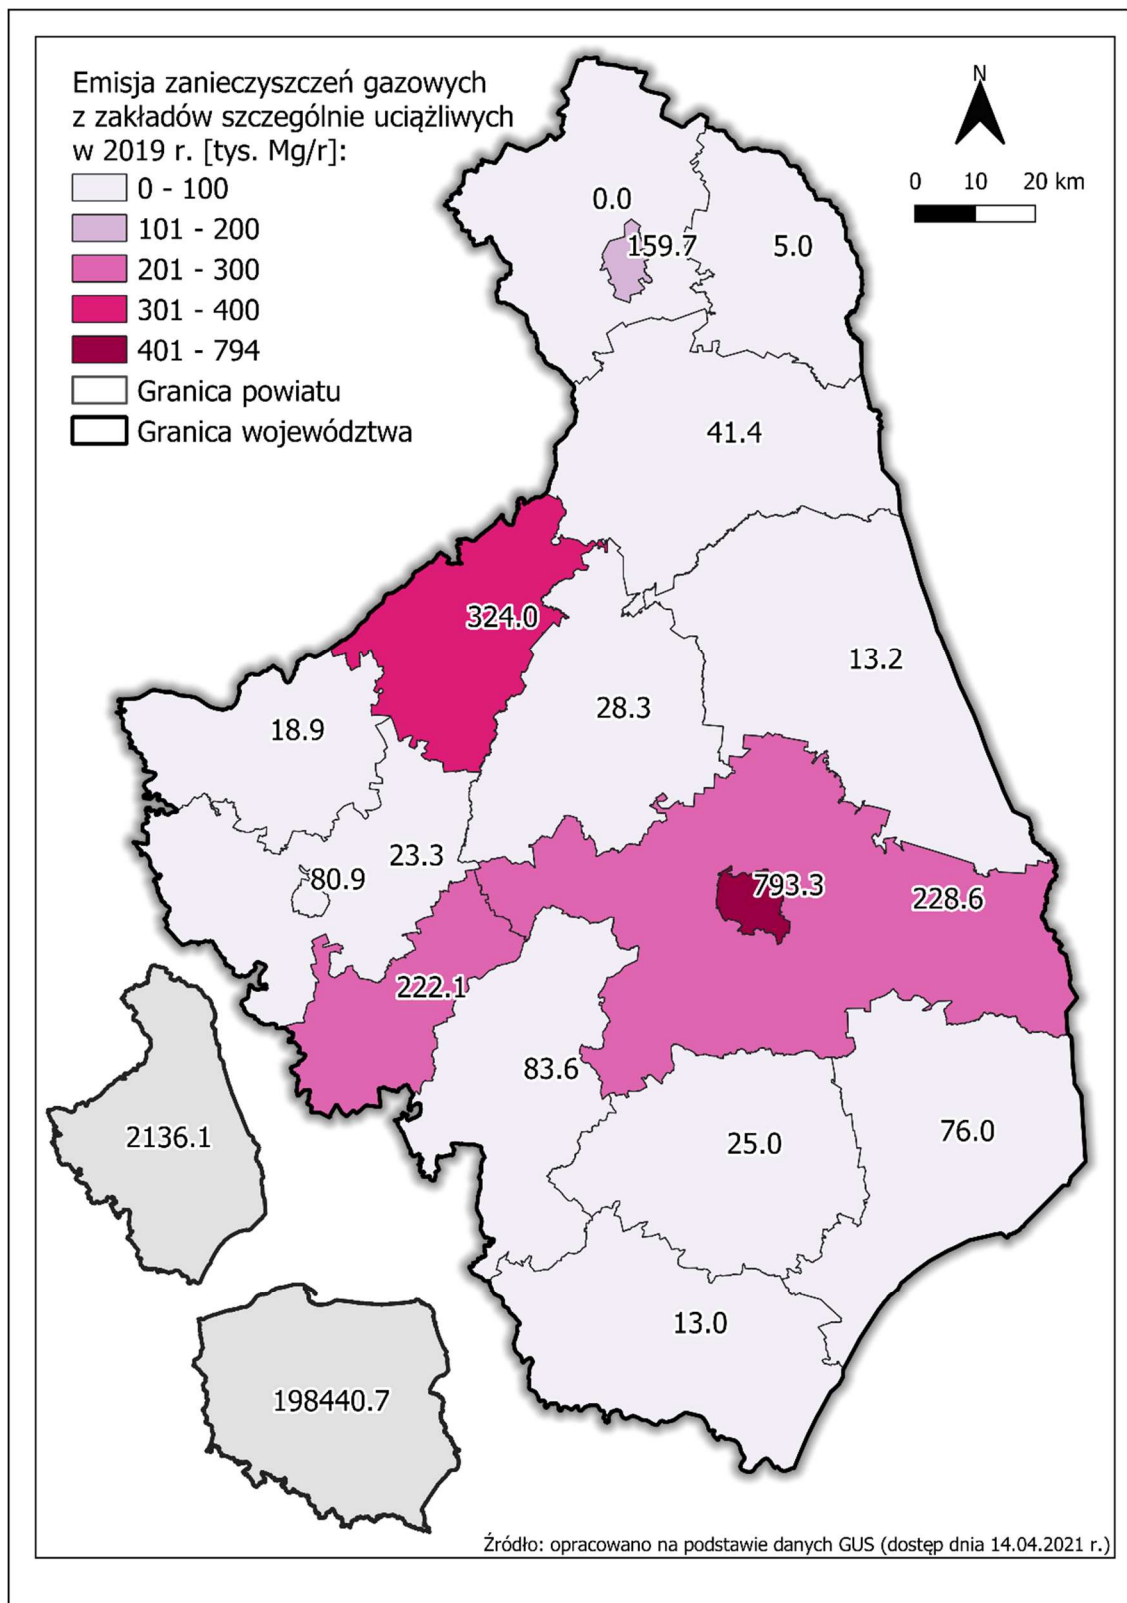 Emisja zanieczyszczeń gazowych
z zakładów szczególnie uciążliwych
w 2019 r. [tys. Mg/r]:
0 - 100
101 - 200
201 - 300
301 - 400
401 - 794
Granica powiatu
Granica województwa
N
0 10 20 km
0.0
159.7
5.0
41.4
324.0
13.2
28.3
18.9
23.3
80.9
793.3
228.6
222.1
83.6
76.0
25.0
2136.1
13.0
198440.7
Źródło: opracowano na podstawie danych GUS (dostęp dnia 14.04.2021 r.)